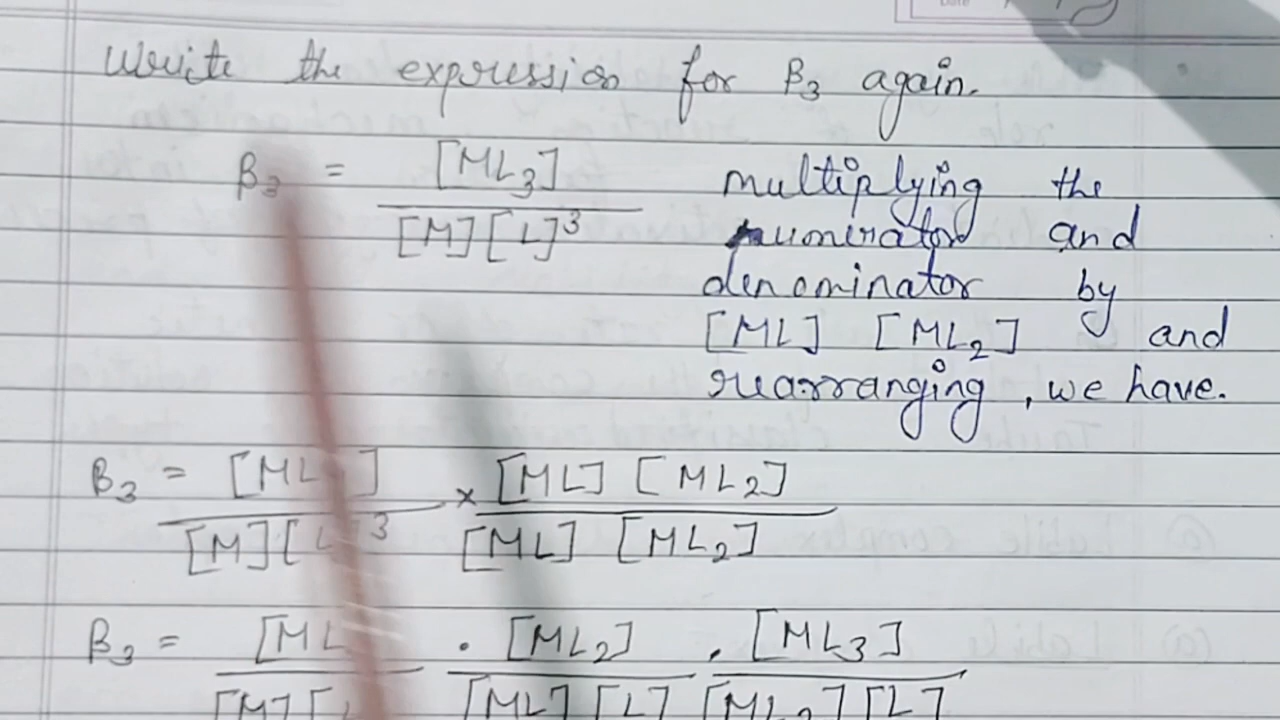 Date
Write the expression for β3 again.
β3 = [ML3] / [M][L]^3
multiplying the
numerator and
denominator by
[ML] [ML2] and
rearranging, we have.
β3 = [ML ] / [M][L]^3 × [ML] [ML2] / [ML] [ML2]
β3 = [ML / [M][L . [ML2] / [ML][L] . [ML3] / [ML2][L]